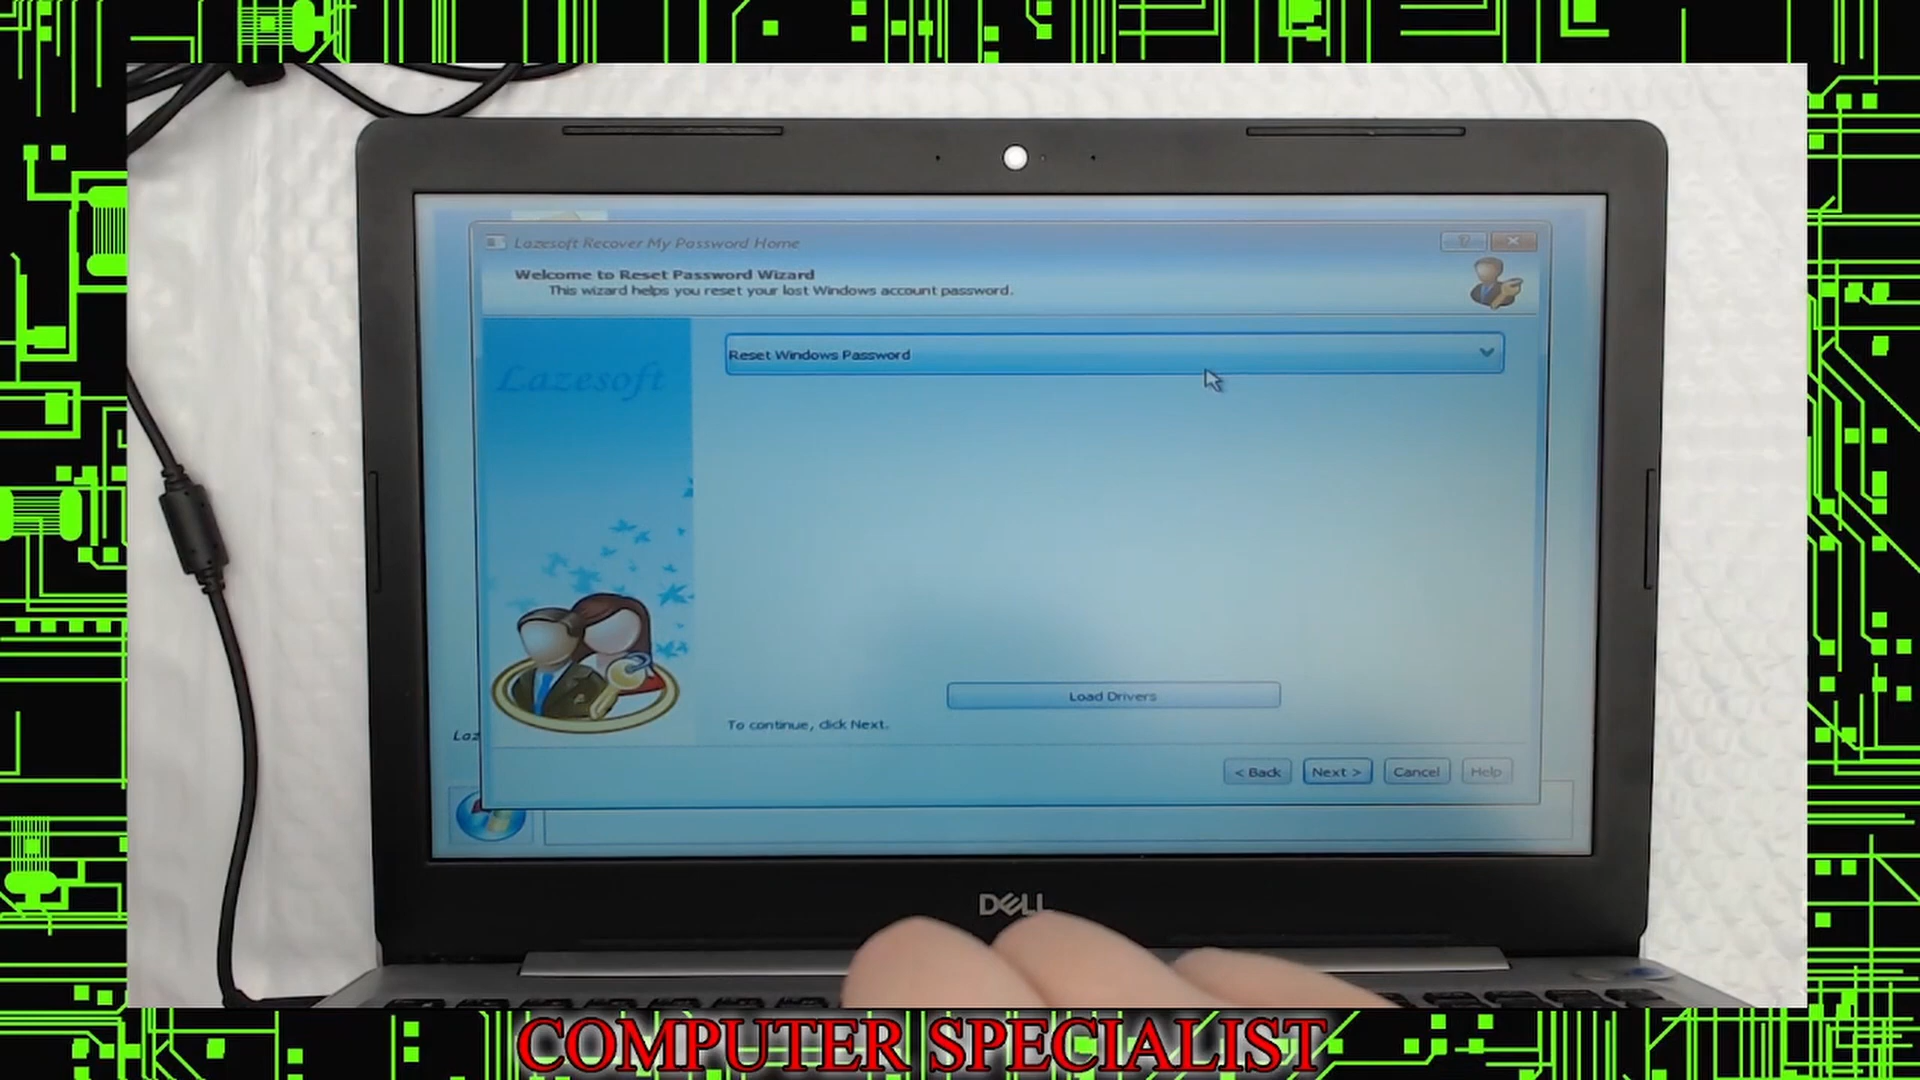 Lazesoft Recover My Password Home
Welcome to Reset Password Wizard
This wizard helps you reset your lost Windows account password.
Reset Windows Password
Lazesoft
Load Drivers
To continue, click Next.
Laz
< Back Next > Cancel Help
DELL
COMPUTER SPECIALIST